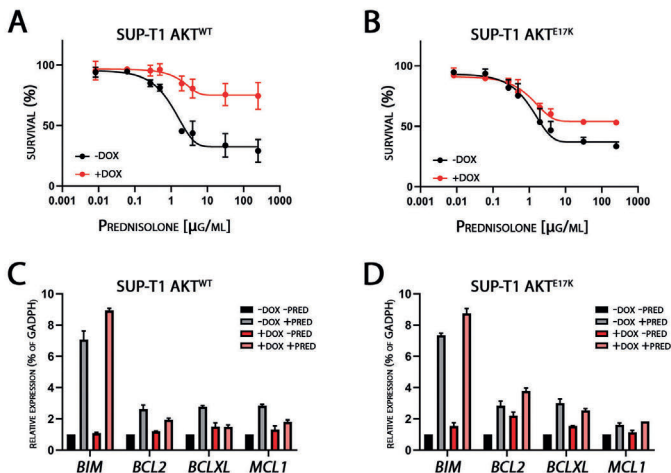 A
SUP-T1 AKTWT
SURVIVAL (%)
100
50
0
-DOX
+DOX
0.001 0.01 0.1 1 10 100 1000
PREDNISOLONE [µG/ML]
B
SUP-T1 AKTE17K
SURVIVAL (%)
100
50
0
-DOX
+DOX
0.001 0.01 0.1 1 10 100 1000
PREDNISOLONE [µG/ML]
C
SUP-T1 AKTWT
RELATIVE EXPRESSION (% OF GADPH)
10
8
6
4
2
0
-DOX -PRED
-DOX +PRED
+DOX -PRED
+DOX +PRED
BIM BCL2 BCLXL MCL1
D
SUP-T1 AKTE17K
RELATIVE EXPRESSION (% OF GADPH)
10
8
6
4
2
0
-DOX -PRED
-DOX +PRED
+DOX -PRED
+DOX +PRED
BIM BCL2 BCLXL MCL1